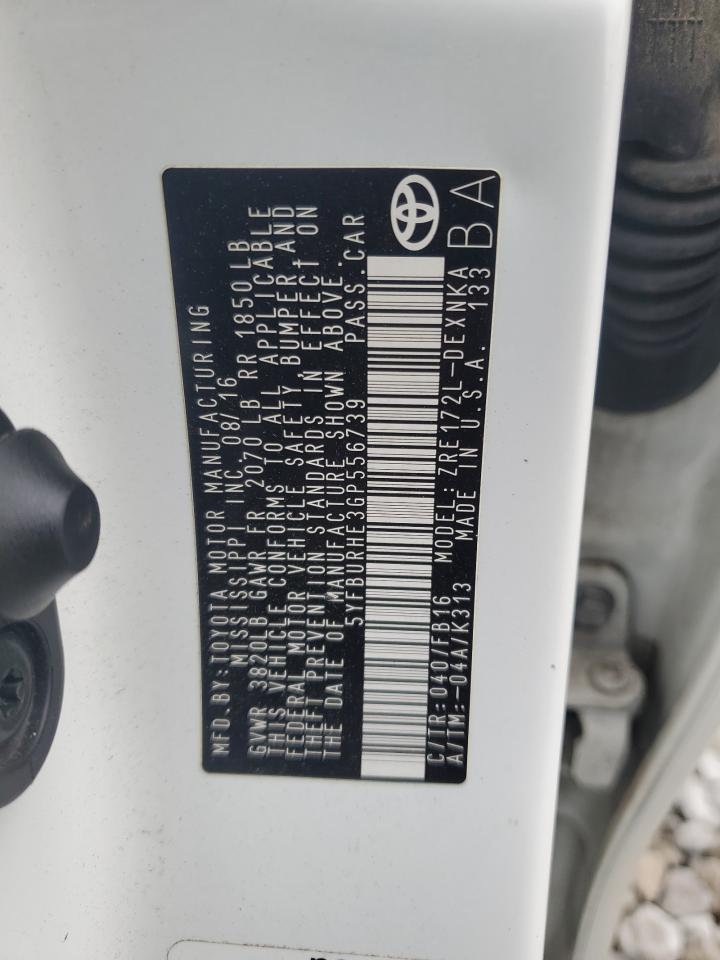 MFD.BY:TOYOTA MOTOR MANUFACTURING
MISSISSIPPI INC. 08/16
GVWR 3820LB GAWR FR 2070 LB RR 1850LB
THIS VEHICLE CONFORMS TO ALL APPLICABLE
FEDERAL MOTOR VEHICLE SAFETY, BUMPER AND
THEFT PREVENTION STANDARDS IN EFFECT ON
THE DATE OF MANUFACTURE SHOWN ABOVE.
5YFBURHE3GP556739 PASS.CAR
C/TR:040/FB16 MODEL:ZRE172L-DEXNKA
A/TM:-04A/K313 MADE IN U.S.A. 133
BA